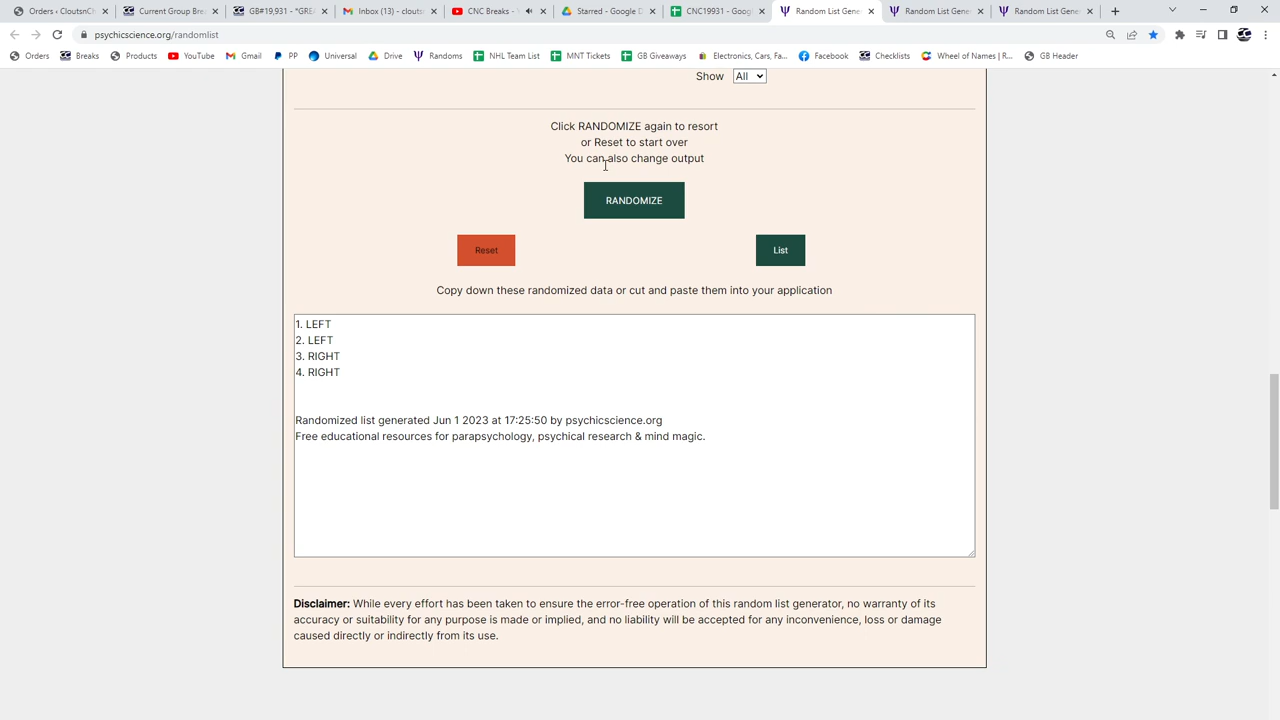 Orders ‹ CloutsnCh
Current Group Brea
GB#19,931 - *GREA
Inbox (13) - clouts
CNC Breaks -
Starred - Google D
CNC19931 - Goog
Random List Gene
Random List Gene
Random List Gene
psychicscience.org/randomlist
Orders
Breaks
Products
YouTube
Gmail
PP
Universal
Drive
Randoms
NHL Team List
MNT Tickets
GB Giveaways
Electronics, Cars, Fa...
Facebook
Checklists
Wheel of Names | R...
GB Header
Show All
Click RANDOMIZE again to resort
or Reset to start over
You can also change output
RANDOMIZE
Reset
List
Copy down these randomized data or cut and paste them into your application
1. LEFT
2. LEFT
3. RIGHT
4. RIGHT
Randomized list generated Jun 1 2023 at 17:25:50 by psychicscience.org
Free educational resources for parapsychology, psychical research & mind magic.
Disclaimer: While every effort has been taken to ensure the error-free operation of this random list generator, no warranty of its
accuracy or suitability for any purpose is made or implied, and no liability will be accepted for any inconvenience, loss or damage
caused directly or indirectly from its use.